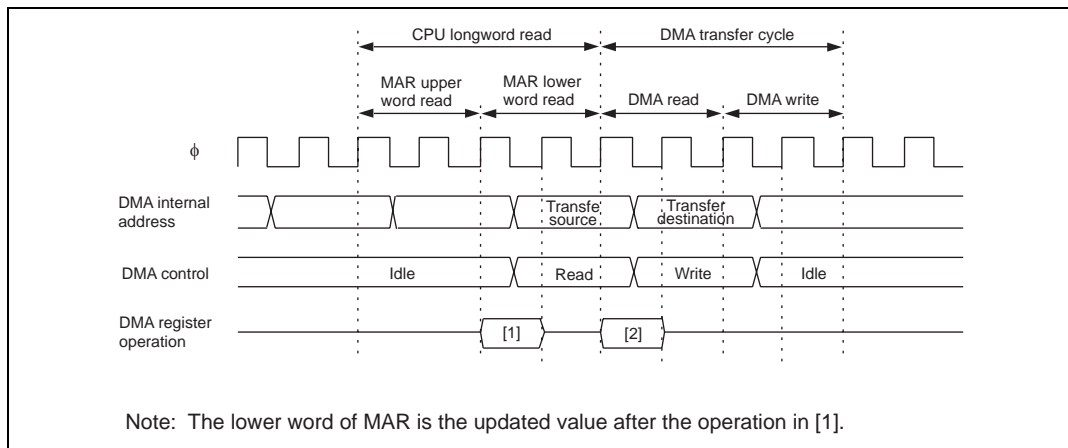 CPU longword read DMA transfer cycle
MAR upper MAR lower
word read word read DMA read DMA write
ϕ
DMA internal
address
Transfe Transfer
source destination
DMA control Idle Read Write Idle
DMA register
operation
[1] [2]
Note: The lower word of MAR is the updated value after the operation in [1].